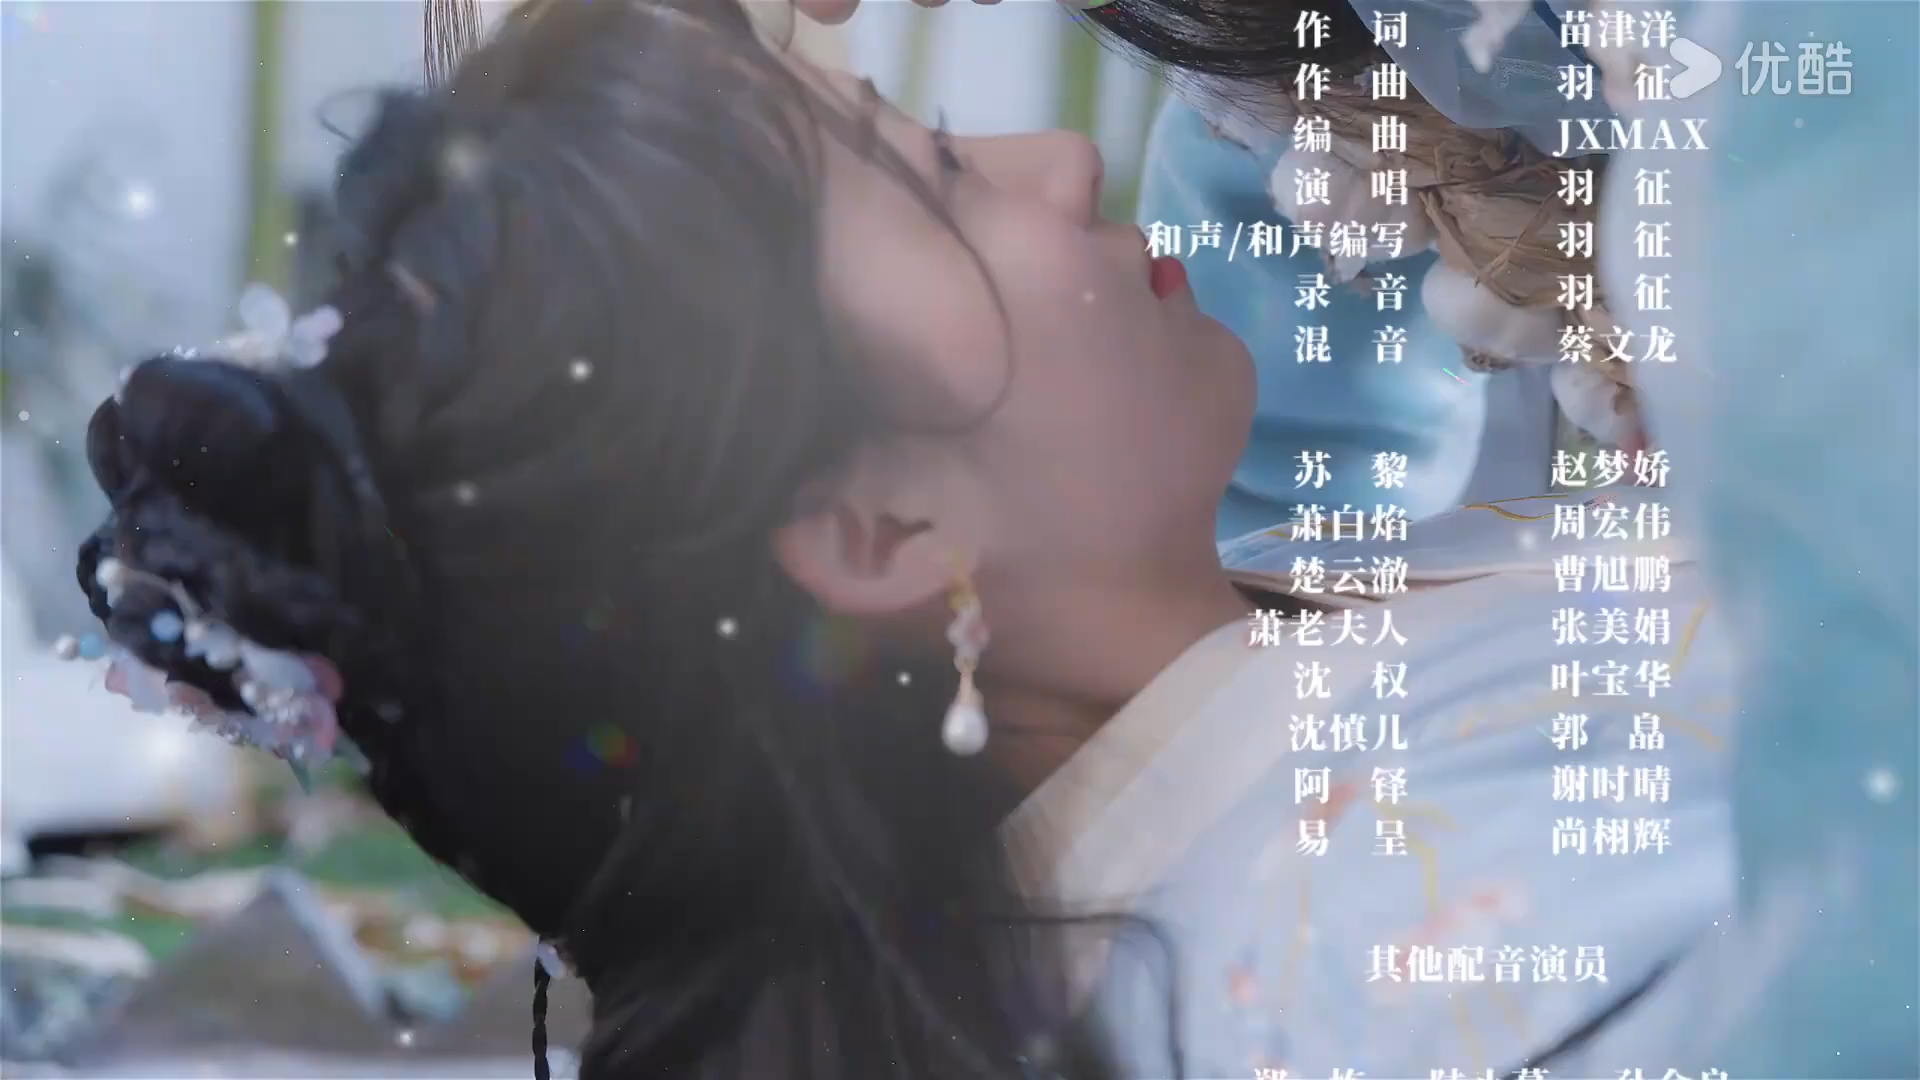 作 词 苗津洋
优酷
作 曲 羽 征
编 曲 JXMAX
演 唱 羽 征
和声/和声编写 羽 征
录 音 羽 征
混 音 蔡文龙
苏 黎 赵梦娇
萧白焰 周宏伟
楚云澈 曹旭鹏
萧老夫人 张美娟
沈 权 叶宝华
沈慎儿 郭 皛
阿 铎 谢时晴
易 呈 尚栩辉
其他配音演员